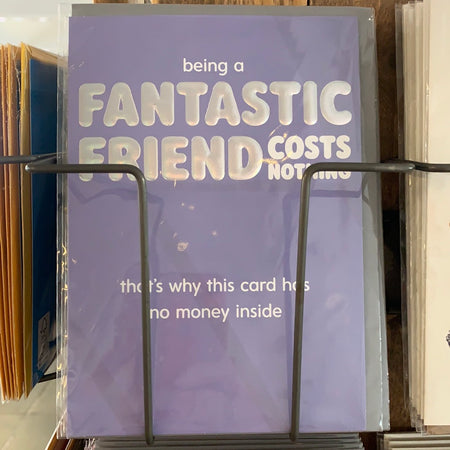 being a
FANTASTIC
FRIEND COSTS
NOTHING
that's why this card has
no money inside